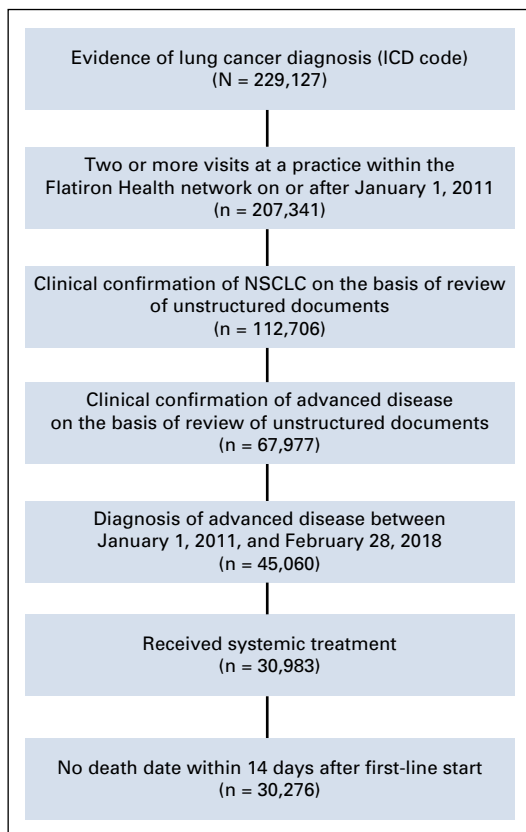 Evidence of lung cancer diagnosis (ICD code)
(N = 229,127)
Two or more visits at a practice within the
Flatiron Health network on or after January 1, 2011
(n = 207,341)
Clinical confirmation of NSCLC on the basis of review
of unstructured documents
(n = 112,706)
Clinical confirmation of advanced disease
on the basis of review of unstructured documents
(n = 67,977)
Diagnosis of advanced disease between
January 1, 2011, and February 28, 2018
(n = 45,060)
Received systemic treatment
(n = 30,983)
No death date within 14 days after first-line start
(n = 30,276)